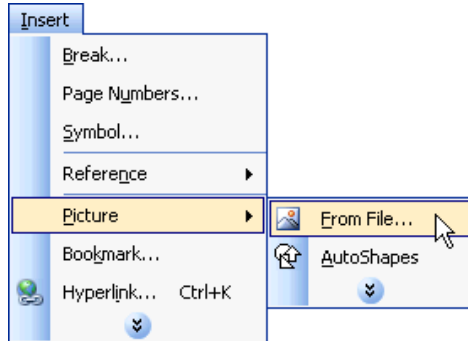 Insert
Break...
Page Numbers...
Symbol...
Reference
Picture
From File...
Bookmark...
AutoShapes
Hyperlink... Ctrl+K